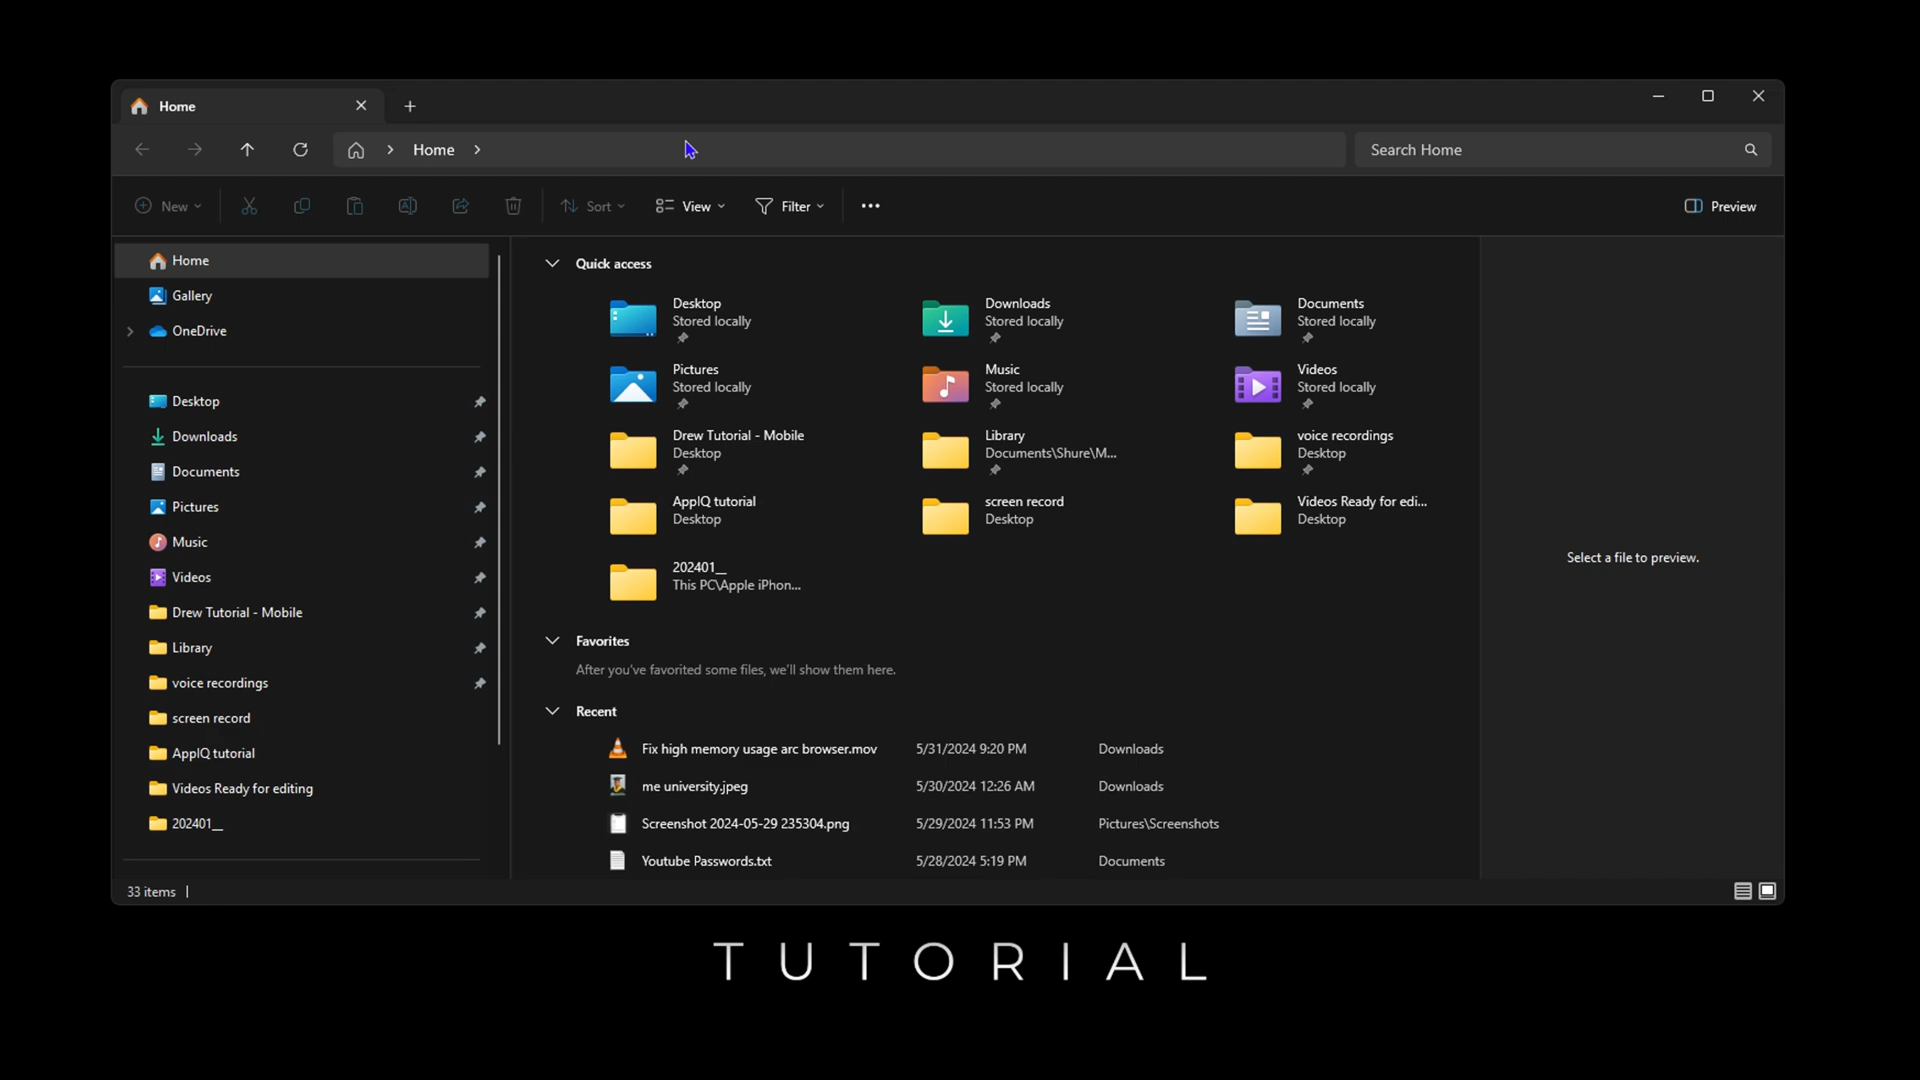 Home
Home
Search Home
New
Sort
View
Filter
Preview
Home
Gallery
OneDrive
Desktop
Downloads
Documents
Pictures
Music
Videos
Drew Tutorial - Mobile
Library
voice recordings
screen record
AppIQ tutorial
Videos Ready for editing
202401__
Quick access
Desktop
Stored locally
Downloads
Stored locally
Documents
Stored locally
Pictures
Stored locally
Music
Stored locally
Videos
Stored locally
Drew Tutorial - Mobile
Desktop
Library
Documents\Shure\M...
voice recordings
Desktop
AppIQ tutorial
Desktop
screen record
Desktop
Videos Ready for edi...
Desktop
202401__
This PC\Apple iPhon...
Favorites
After you've favorited some files, we'll show them here.
Recent
Fix high memory usage arc browser.mov 5/31/2024 9:20 PM Downloads
me university.jpeg 5/30/2024 12:26 AM Downloads
Screenshot 2024-05-29 235304.png 5/29/2024 11:53 PM Pictures\Screenshots
Youtube Passwords.txt 5/28/2024 5:19 PM Documents
Select a file to preview.
33 items
TUTORIAL